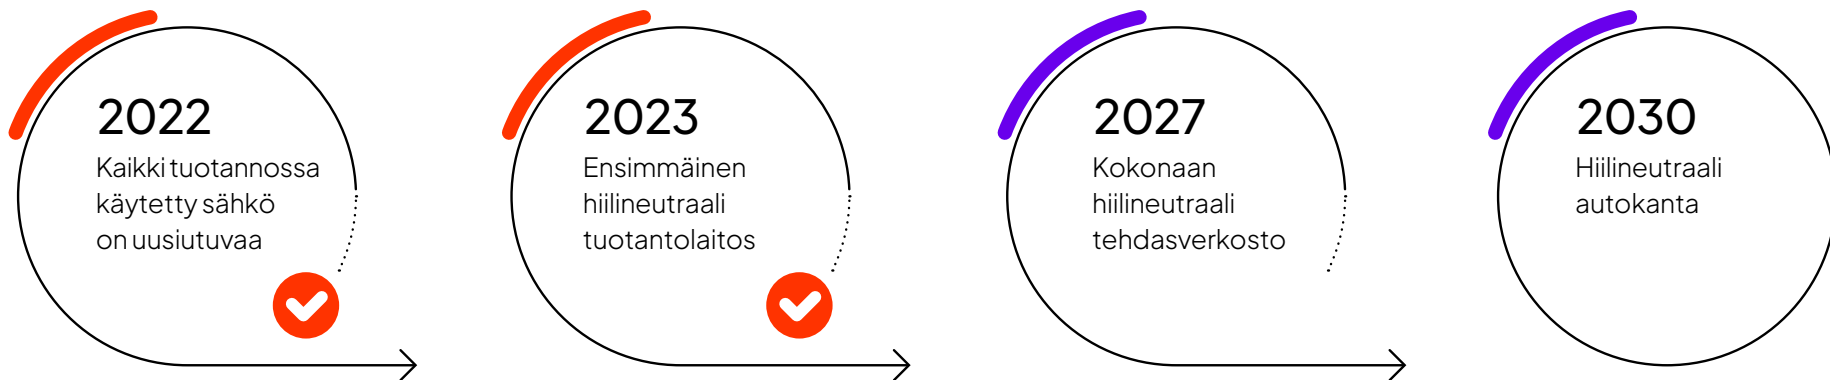 2022
Kaikki tuotannossa
käytetty sähkö
on uusiutuvaa
2023
Ensimmäinen
hiilineutraali
tuotantolaitos
2027
Kokonaan
hiilineutraali
tehdasverkosto
2030
Hiilineutraali
autokanta